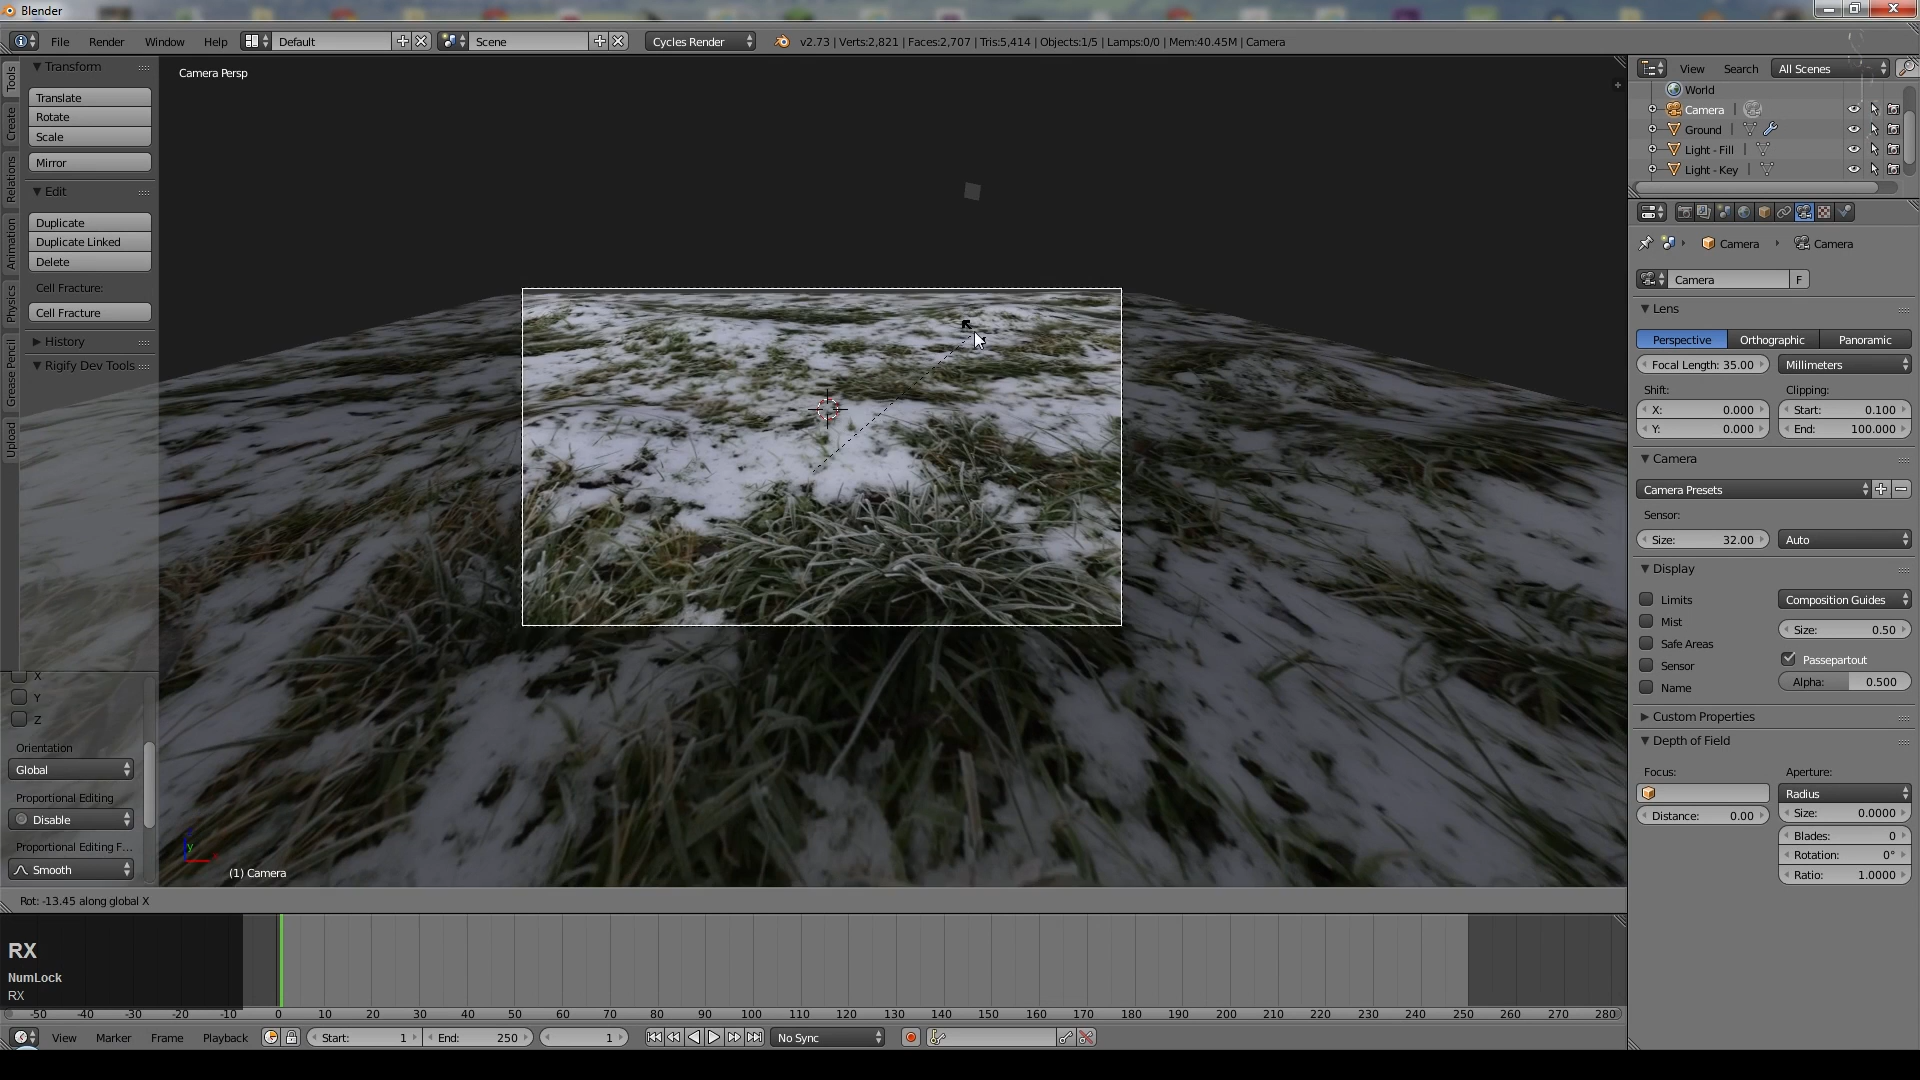 Blender
File Render Window Help Default Scene Cycles Render v2.73 | Verts:2,821 | Faces:2,707 | Tris:5,414 | Objects:1/5 | Lamps:0/0 | Mem:40.45M | Camera
Tools
Create
Relations
Animation
Physics
Grease Pencil
Upload
Transform
Translate
Rotate
Scale
Mirror
Edit
Duplicate
Duplicate Linked
Delete
Cell Fracture:
Cell Fracture
History
Rigify Dev Tools
X
Y
Z
Orientation
Global
Proportional Editing
Disable
Proportional Editing F...
Smooth
Camera Persp
y
(1) Camera
Rot: -13.45 along global X
RX
NumLock
RX
-50 -40 -30 -20 -10 0 10 20 30 40 50 60 70 80 90 100 110 120 130 140 150 160 170 180 190 200 210 220 230 240 250 260 270 280
View Marker Frame Playback Start: 1 End: 250 1 No Sync
View Search All Scenes
World
Camera
Ground
Light - Fill
Light - Key
Camera Camera
Camera F
Lens
Perspective Orthographic Panoramic
Focal Length: 35.00 Millimeters
Shift: Clipping:
X: 0.000 Start: 0.100
Y: 0.000 End: 100.000
Camera
Camera Presets
Sensor:
Size: 32.00 Auto
Display
Limits Composition Guides
Mist Size: 0.50
Safe Areas
Sensor Passepartout
Name Alpha: 0.500
Custom Properties
Depth of Field
Focus: Aperture:
Radius
Size: 0.0000
Distance: 0.00
Blades: 0
Rotation: 0°
Ratio: 1.0000